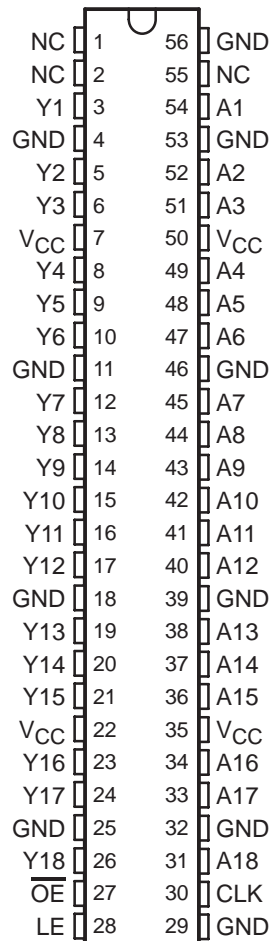 NC 1 56 GND
NC 2 55 NC
Y1 3 54 A1
GND 4 53 GND
Y2 5 52 A2
Y3 6 51 A3
VCC 7 50 VCC
Y4 8 49 A4
Y5 9 48 A5
Y6 10 47 A6
GND 11 46 GND
Y7 12 45 A7
Y8 13 44 A8
Y9 14 43 A9
Y10 15 42 A10
Y11 16 41 A11
Y12 17 40 A12
GND 18 39 GND
Y13 19 38 A13
Y14 20 37 A14
Y15 21 36 A15
VCC 22 35 VCC
Y16 23 34 A16
Y17 24 33 A17
GND 25 32 GND
Y18 26 31 A18
O̅E̅ 27 30 CLK
LE 28 29 GND